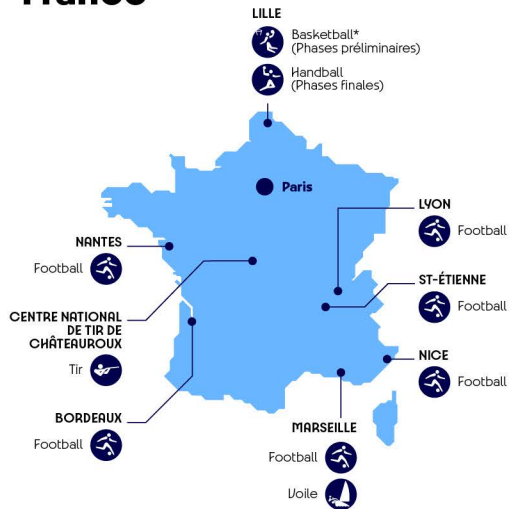 France
LILLE
Basketball*
(Phases préliminaires)
Handball
(Phases finales)
Paris
LYON
Football
NANTES
Football
ST-ÉTIENNE
Football
CENTRE NATIONAL
DE TIR DE
CHÂTEAUROUX
Tir
NICE
Football
BORDEAUX
Football
MARSEILLE
Football
Voile